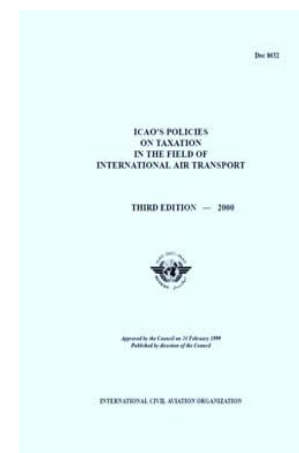 Doc 8632
ICAO'S POLICIES
ON TAXATION
IN THE FIELD OF
INTERNATIONAL AIR TRANSPORT
THIRD EDITION — 2000
Approved by the Council on 24 February 1999
Published by direction of the Council
INTERNATIONAL CIVIL AVIATION ORGANIZATION